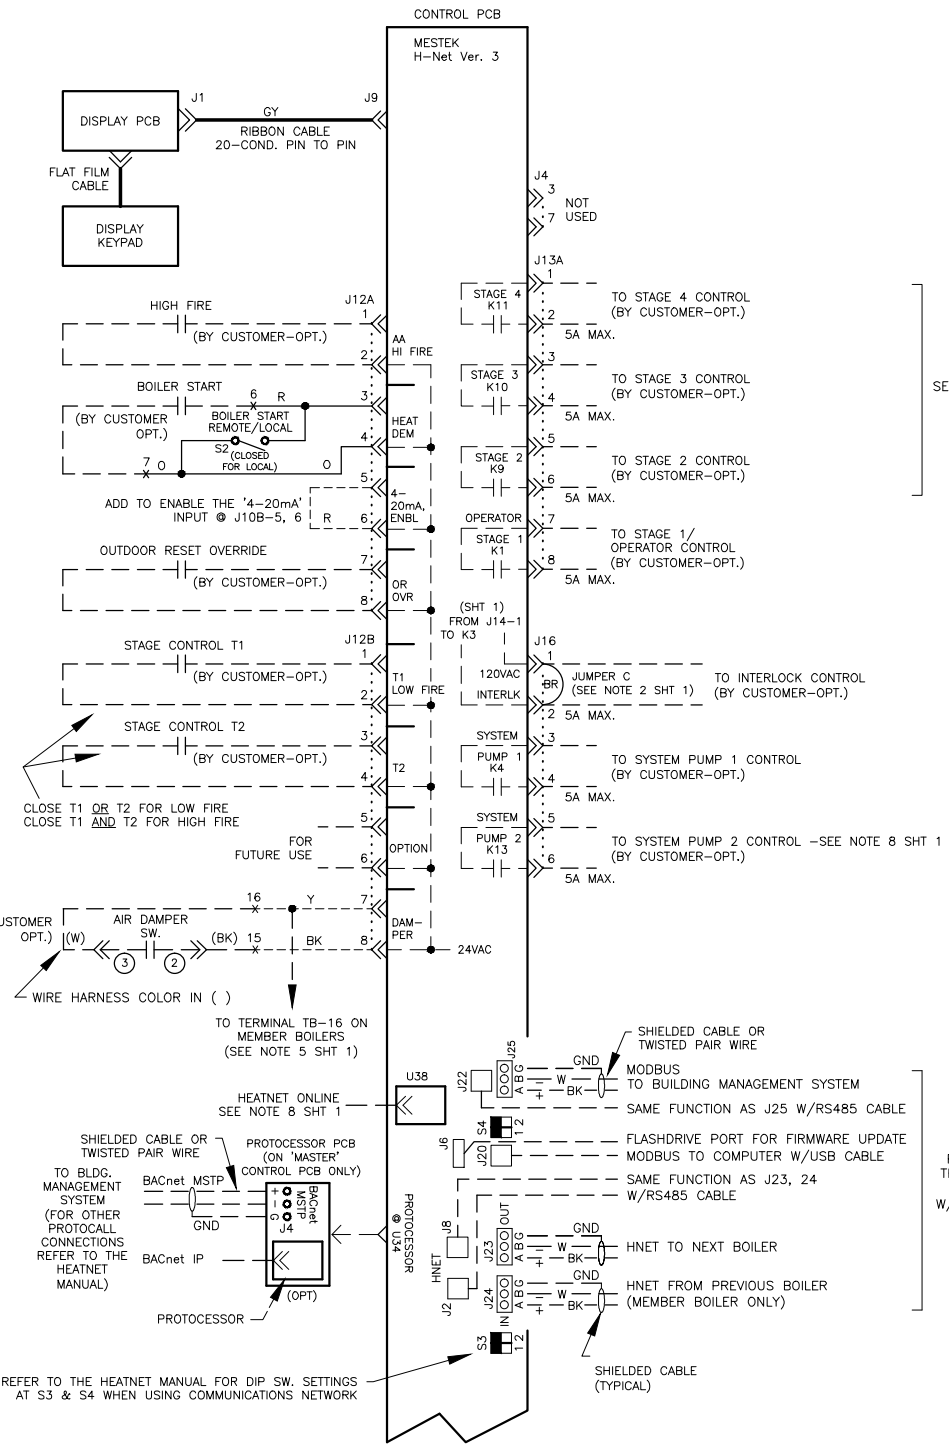 CONTROL PCB
MESTEK
H-Net Ver. 3
J1
GY
J9
DISPLAY PCB
RIBBON CABLE
20-COND. PIN TO PIN
FLAT FILM
CABLE
DISPLAY
KEYPAD
J4
3
7
NOT
USED
J12A
HIGH FIRE
1
(BY CUSTOMER-OPT.)
2
AA
HI FIRE
BOILER START
6
R
3
(BY CUSTOMER
OPT.)
BOILER START
REMOTE/LOCAL
S2
(CLOSED
FOR LOCAL)
4
HEAT
DEM
7
O
O
5
ADD TO ENABLE THE '4-20mA'
INPUT @ J10B-5, 6
R
6
4-
20mA,
ENBL
OUTDOOR RESET OVERRIDE
7
(BY CUSTOMER-OPT.)
8
OR
OVR
J12B
STAGE CONTROL T1
1
(BY CUSTOMER-OPT.)
2
T1
LOW FIRE
STAGE CONTROL T2
3
(BY CUSTOMER-OPT.)
4
T2
CLOSE T1 OR T2 FOR LOW FIRE
CLOSE T1 AND T2 FOR HIGH FIRE
5
FOR
FUTURE USE
6
OPTION
16
Y
7
USTOMER
OPT.)
(W)
AIR DAMPER
SW.
(BK)
15
BK
8
DAM-
PER
24VAC
3
2
WIRE HARNESS COLOR IN ( )
TO TERMINAL TB-16 ON
MEMBER BOILERS
(SEE NOTE 5 SHT 1)
J13A
1
STAGE 4
K11
2
5A MAX.
TO STAGE 4 CONTROL
(BY CUSTOMER-OPT.)
3
STAGE 3
K10
4
5A MAX.
TO STAGE 3 CONTROL
(BY CUSTOMER-OPT.)
SE
5
STAGE 2
K9
6
5A MAX.
TO STAGE 2 CONTROL
(BY CUSTOMER-OPT.)
OPERATOR
7
STAGE 1
K1
8
5A MAX.
TO STAGE 1/
OPERATOR CONTROL
(BY CUSTOMER-OPT.)
(SHT 1)
FROM J14-1
TO K3
J16
1
120VAC
INTERLK
BR
JUMPER C
(SEE NOTE 2 SHT 1)
2
5A MAX.
TO INTERLOCK CONTROL
(BY CUSTOMER-OPT.)
SYSTEM
3
PUMP 1
K4
4
5A MAX.
TO SYSTEM PUMP 1 CONTROL
(BY CUSTOMER-OPT.)
SYSTEM
5
PUMP 2
K13
6
5A MAX.
TO SYSTEM PUMP 2 CONTROL -SEE NOTE 8 SHT 1
(BY CUSTOMER-OPT.)
SHIELDED CABLE OR
TWISTED PAIR WIRE
J25
J22
A B G
GND
- W
+ BK
MODBUS
TO BUILDING MANAGEMENT SYSTEM
SAME FUNCTION AS J25 W/RS485 CABLE
U38
HEATNET ONLINE
SEE NOTE 8 SHT 1
S4
1 2
J6
J20
FLASHDRIVE PORT FOR FIRMWARE UPDATE
MODBUS TO COMPUTER W/USB CABLE
SAME FUNCTION AS J23, 24
W/RS485 CABLE
T
W/
SHIELDED CABLE OR
TWISTED PAIR WIRE
PROTOCESSOR PCB
(ON 'MASTER'
CONTROL PCB ONLY)
TO BLDG.
MANAGEMENT
SYSTEM
(FOR OTHER
PROTOCALL
CONNECTIONS
REFER TO THE
HEATNET
MANUAL)
BACnet MSTP
GND
+
-
G
BACnet
MSTP
J4
BACnet IP
(OPT)
PROTOCESSOR
PROTOCESSOR
@ U34
HNET
J8
J23
OUT
A B G
GND
- W
+ BK
HNET TO NEXT BOILER
J2
J24
IN
A B G
GND
- W
+ BK
HNET FROM PREVIOUS BOILER
(MEMBER BOILER ONLY)
S3
1 2
SHIELDED CABLE
(TYPICAL)
REFER TO THE HEATNET MANUAL FOR DIP SW. SETTINGS
AT S3 & S4 WHEN USING COMMUNICATIONS NETWORK